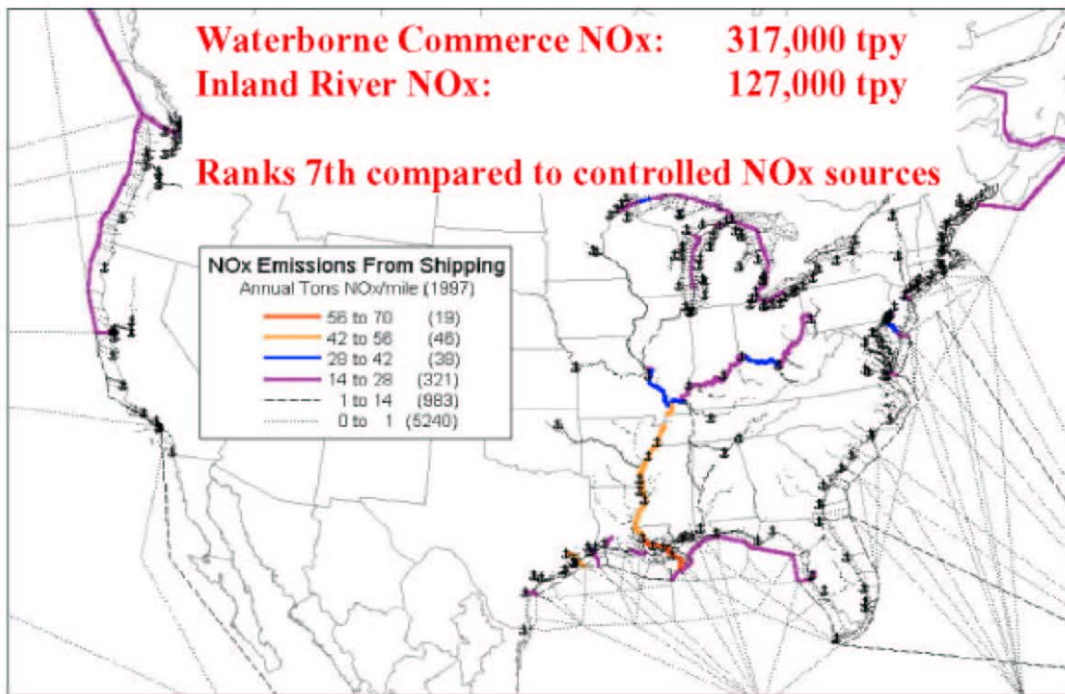 Waterborne Commerce NOx: 317,000 tpy
Inland River NOx: 127,000 tpy
Ranks 7th compared to controlled NOx sources
NOx Emissions From Shipping
Annual Tons NOx/mile (1997)
56 to 70 (19)
42 to 56 (46)
28 to 42 (38)
14 to 28 (321)
1 to 14 (983)
0 to 1 (5240)